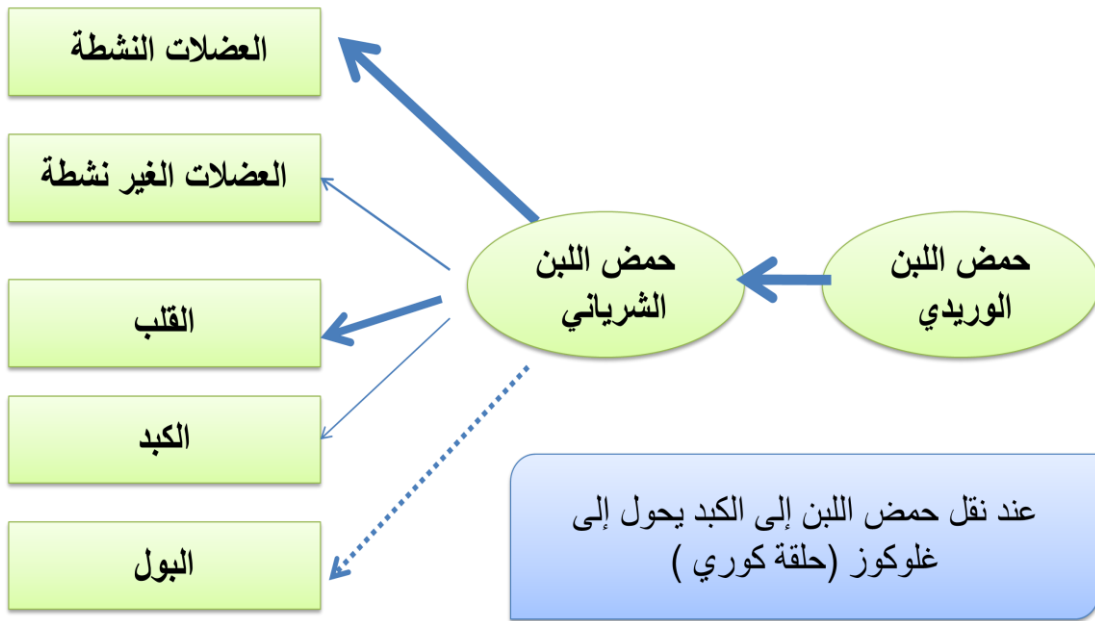 العضلات النشطة
العضلات الغير نشطة
حمض اللبن
الوريدي
حمض اللبن
الشرياني
القلب
الكبد
البول
عند نقل حمض اللبن إلى الكبد يحول إلى
غلوكوز (حلقة كوري )